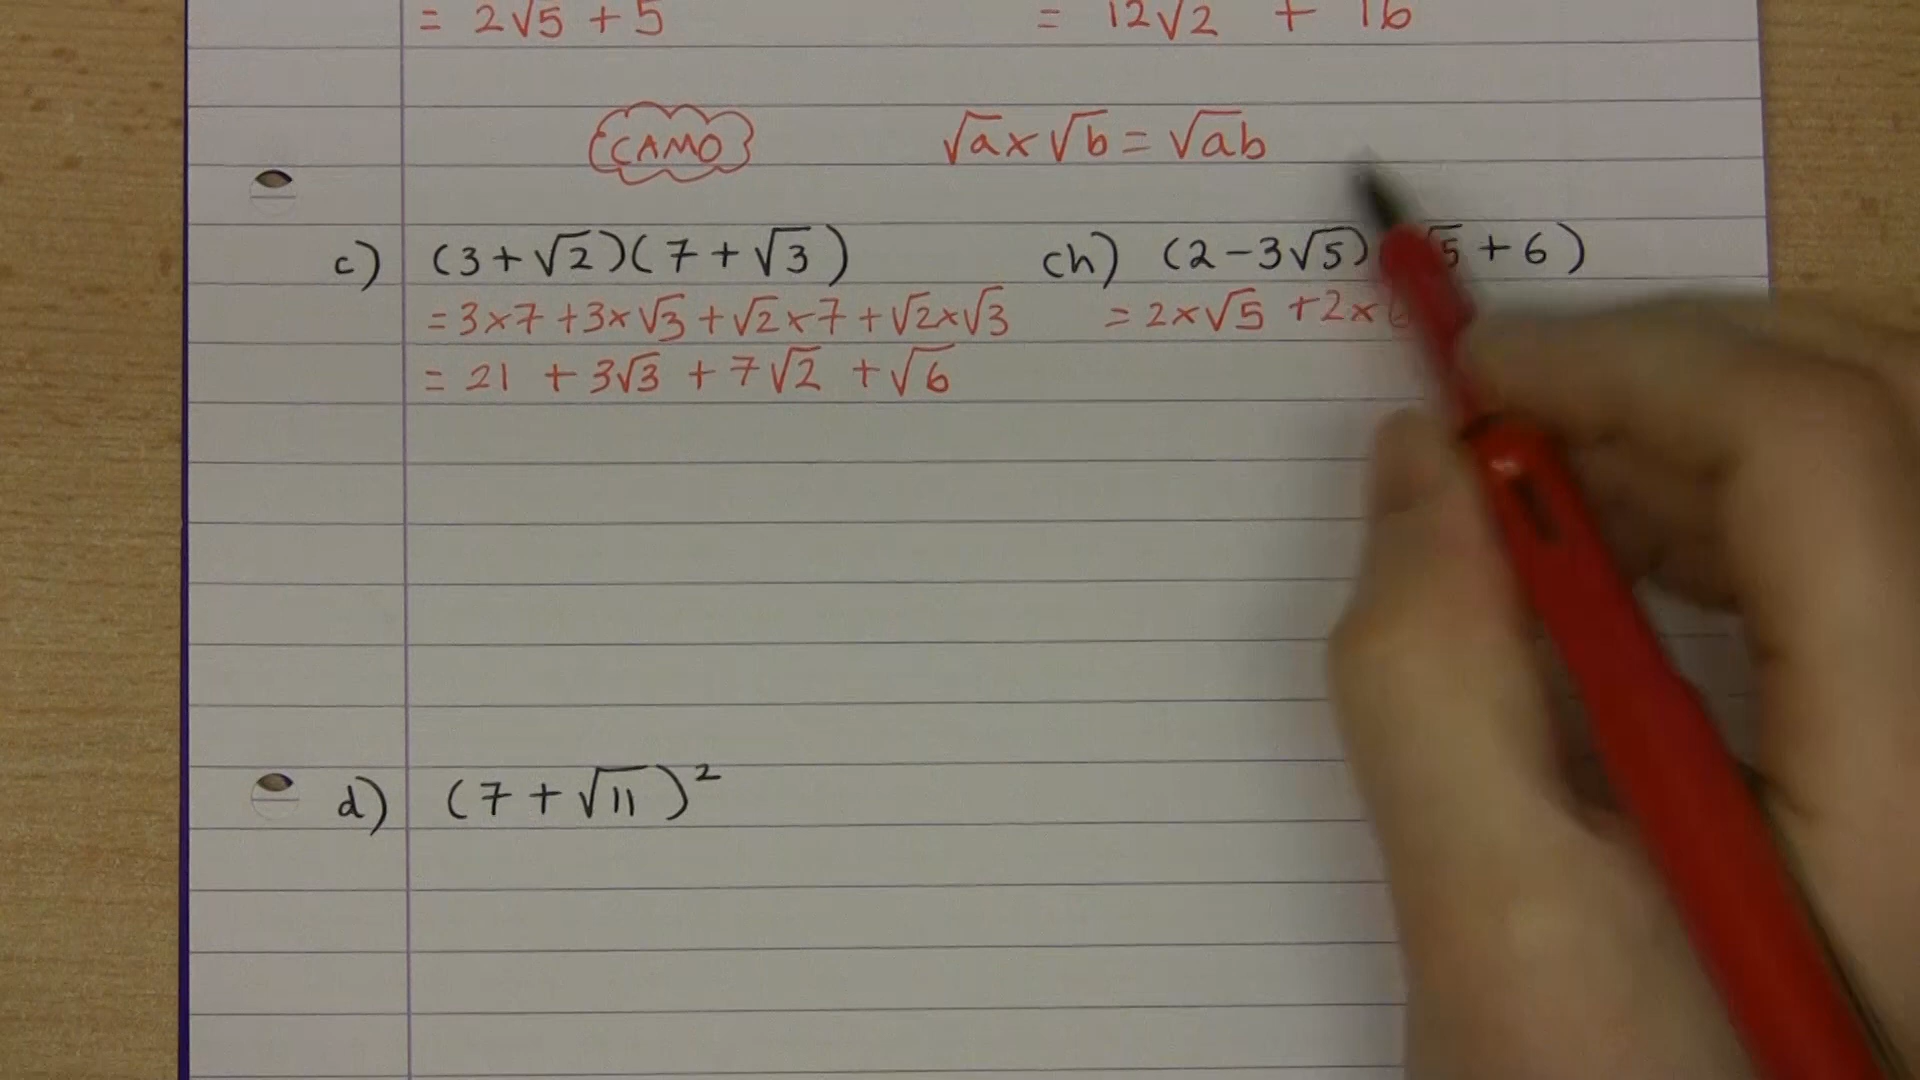 = 2√5 + 5
= 12√2 + 16
CAMO
√a × √b = √ab
c) (3 + √2)(7 + √3)
= 3 × 7 + 3 × √3 + √2 × 7 + √2 × √3
= 21 + 3√3 + 7√2 + √6
ch) (2 - 3√5) √5 + 6)
= 2 × √5 + 2 × 6
d) (7 + √11)²